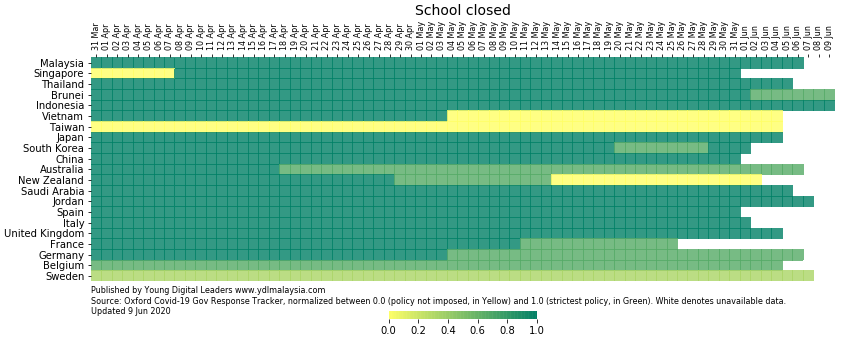 School closed
31 Mar 01 Apr 02 Apr 03 Apr 04 Apr 05 Apr 06 Apr 07 Apr 08 Apr 09 Apr 10 Apr 11 Apr 12 Apr 13 Apr 14 Apr 15 Apr 16 Apr 17 Apr 18 Apr 19 Apr 20 Apr 21 Apr 22 Apr 23 Apr 24 Apr 25 Apr 26 Apr 27 Apr 28 Apr 29 Apr 30 Apr 01 May 02 May 03 May 04 May 05 May 06 May 07 May 08 May 09 May 10 May 11 May 12 May 13 May 14 May 15 May 16 May 17 May 18 May 19 May 20 May 21 May 22 May 23 May 24 May 25 May 26 May 27 May 28 May 29 May 30 May 31 May 01 Jun 02 Jun 03 Jun 04 Jun 05 Jun 06 Jun 07 Jun 08 Jun 09 Jun
Malaysia
Singapore
Thailand
Brunei
Indonesia
Vietnam
Taiwan
Japan
South Korea
China
Australia
New Zealand
Saudi Arabia
Jordan
Spain
Italy
United Kingdom
France
Germany
Belgium
Sweden
Published by Young Digital Leaders www.ydlmalaysia.com
Source: Oxford Covid-19 Gov Response Tracker, normalized between 0.0 (policy not imposed, in Yellow) and 1.0 (strictest policy, in Green). White denotes unavailable data.
Updated 9 Jun 2020
0.0 0.2 0.4 0.6 0.8 1.0